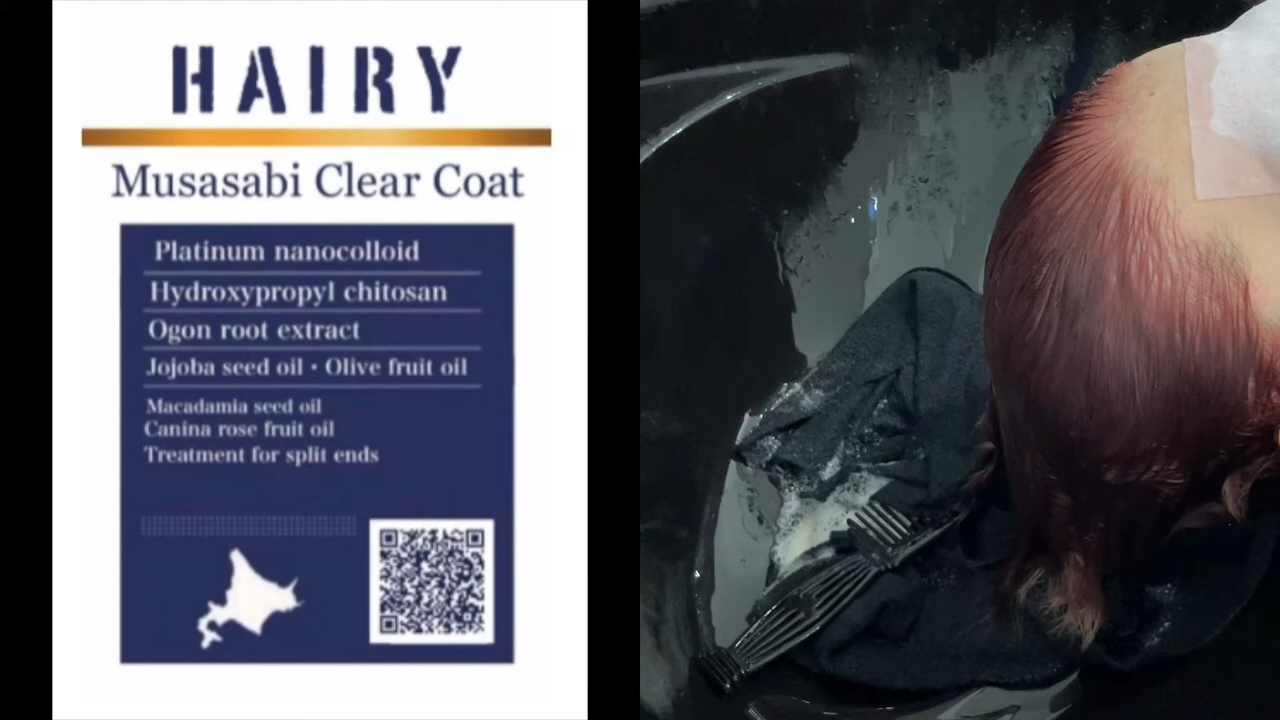 HAIRY
Musasabi Clear Coat
Platinum nanocolloid
Hydroxypropyl chitosan
Ogon root extract
Jojoba seed oil・Olive fruit oil
Macadamia seed oil
Canina rose fruit oil
Treatment for split ends